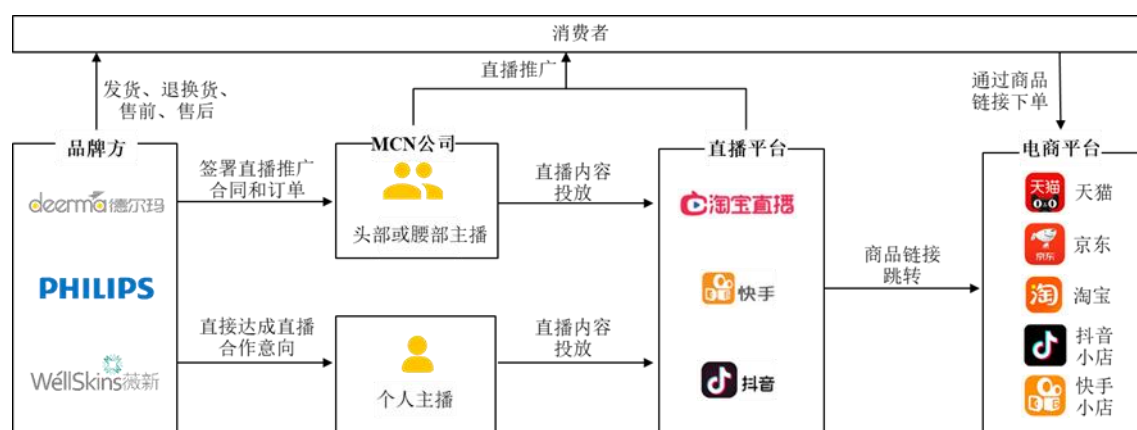 消费者
发货、退换货、
售前、售后
直播推广
通过商品
链接下单
品牌方
deerma德尔玛
PHILIPS
WéllSkins薇新
签署直播推广
合同和订单
直接达成直播
合作意向
MCN公司
头部或腰部主播
个人主播
直播内容
投放
直播内容
投放
直播平台
淘宝直播
快手
抖音
商品链接
跳转
电商平台
天猫
天猫
京东
京东
淘
淘宝
抖音
小店
快手
小店